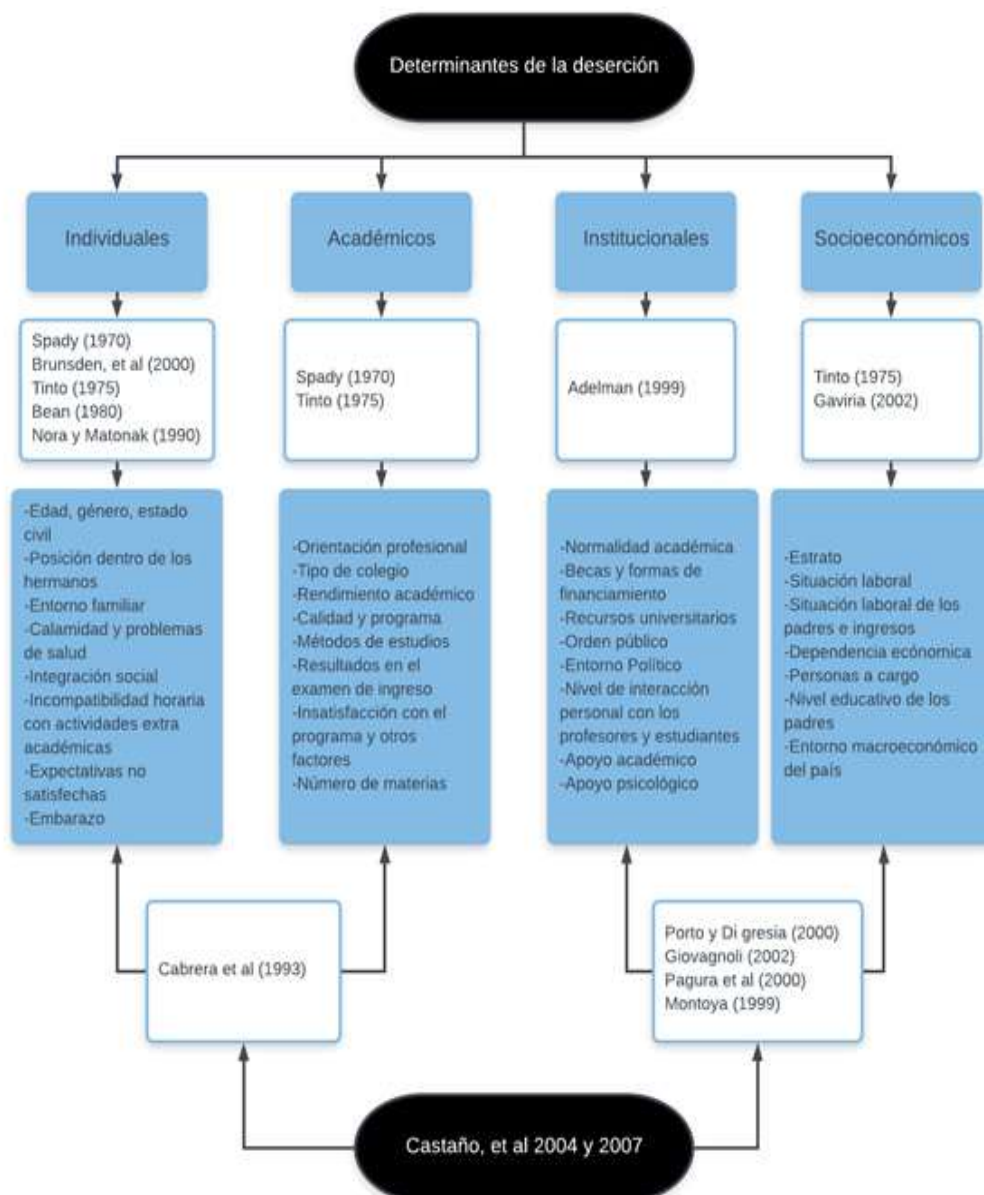 Determinantes de la deserción
Individuales
Académicos
Institucionales
Socioeconómicos
Spady (1970)
Brunsden, et al (2000)
Tinto (1975)
Bean (1980)
Nora y Matonak (1990)
Spady (1970)
Tinto (1975)
Adelman (1999)
Tinto (1975)
Gaviria (2002)
-Edad, género, estado
civil
-Posición dentro de los
hermanos
-Entorno familiar
-Calamidad y problemas
de salud
-Integración social
-Incompatibilidad horaria
con actividades extra
académicas
-Expectativas no
satisfechas
-Embarazo
-Orientación profesional
-Tipo de colegio
-Rendimiento académico
-Calidad y programa
-Métodos de estudios
-Resultados en el
examen de ingreso
-Insatisfacción con el
programa y otros
factores
-Número de materias
-Normalidad académica
-Becas y formas de
financiamiento
-Recursos universitarios
-Orden público
-Entorno Político
-Nivel de interacción
personal con los
profesores y estudiantes
-Apoyo académico
-Apoyo psicológico
-Estrato
-Situación laboral
-Situación laboral de los
padres e ingresos
-Dependencia ecónomica
-Personas a cargo
-Nivel educativo de los
padres
-Entorno macroeconómico
del país
Cabrera et al (1993)
Porto y Di gresia (2000)
Giovagnoli (2002)
Pagura et al (2000)
Montoya (1999)
Castaño, et al 2004 y 2007